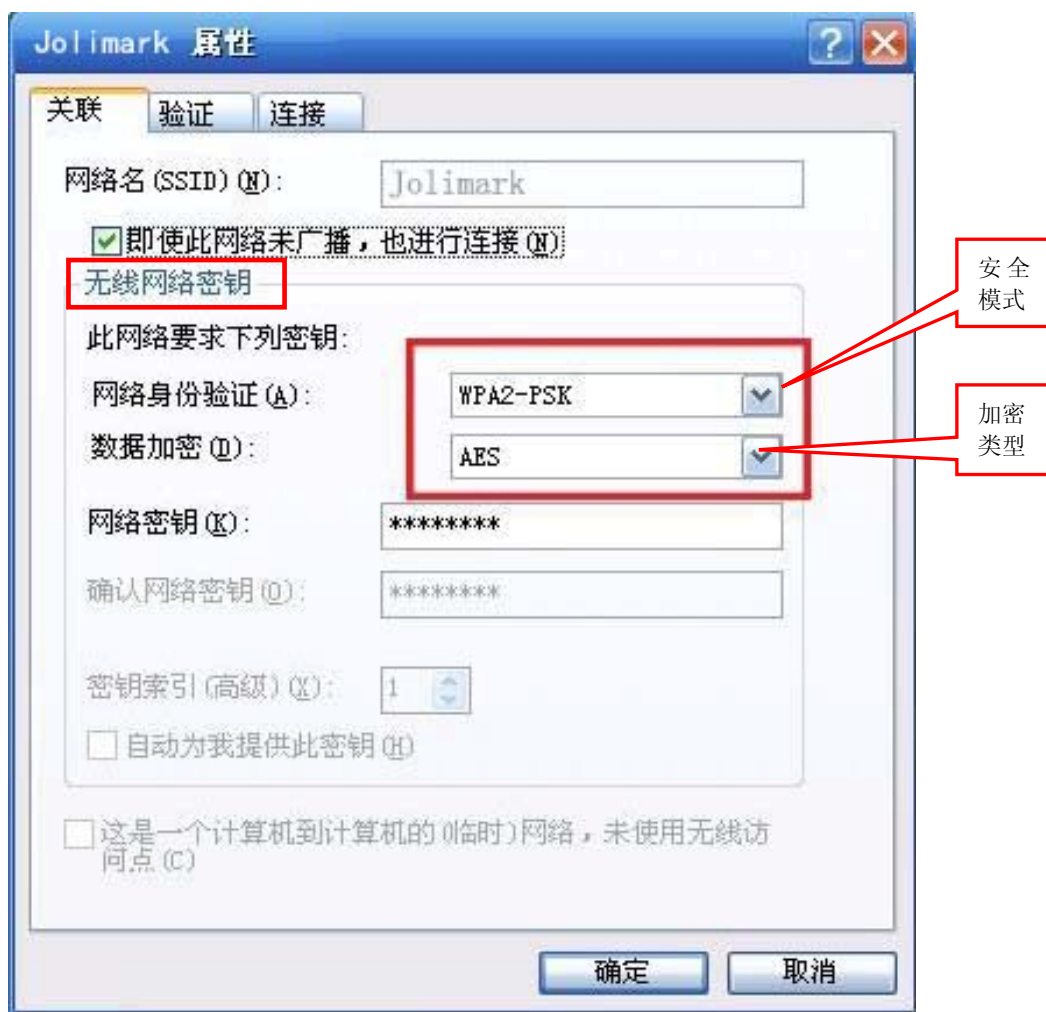 Jolimark 属性
关联 验证 连接
网络名(SSID)(N): Jolimark
即使此网络未广播，也进行连接(N)
无线网络密钥
此网络要求下列密钥:
网络身份验证(A): WPA2-PSK
数据加密(D): AES
网络密钥(K): ********
确认网络密钥(O): ********
密钥索引(高级)(X): 1
自动为我提供此密钥(H)
这是一个计算机到计算机的(临时)网络，未使用无线访
问点(C)
确定 取消
安全
模式
加密
类型